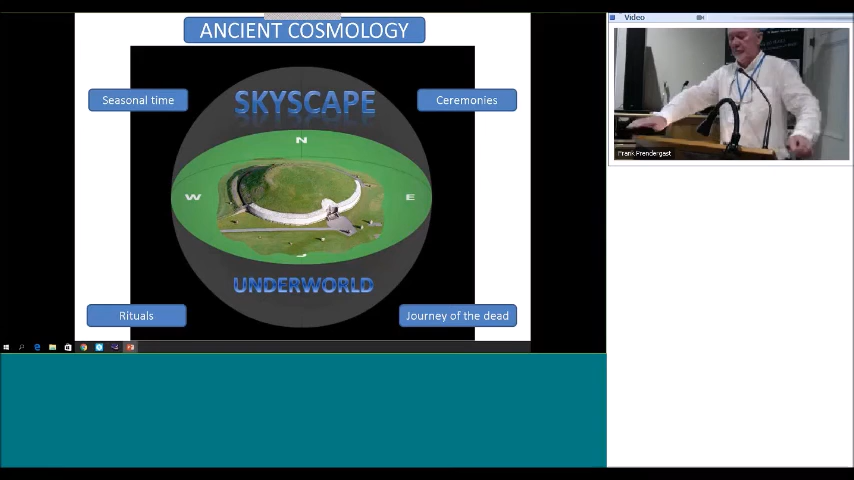 ANCIENT COSMOLOGY
Seasonal time
SKYSCAPE
Ceremonies
N
W
E
UNDERWORLD
Rituals
Journey of the dead
Video
Frank Prendergast